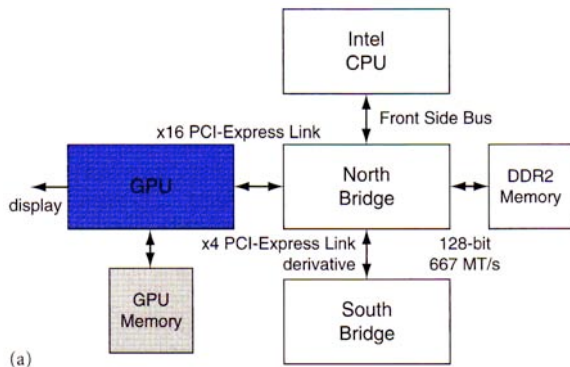 Intel
CPU
Front Side Bus
x16 PCI-Express Link
GPU
North
Bridge
DDR2
Memory
display
x4 PCI-Express Link
derivative
128-bit
667 MT/s
GPU
Memory
South
Bridge
(a)